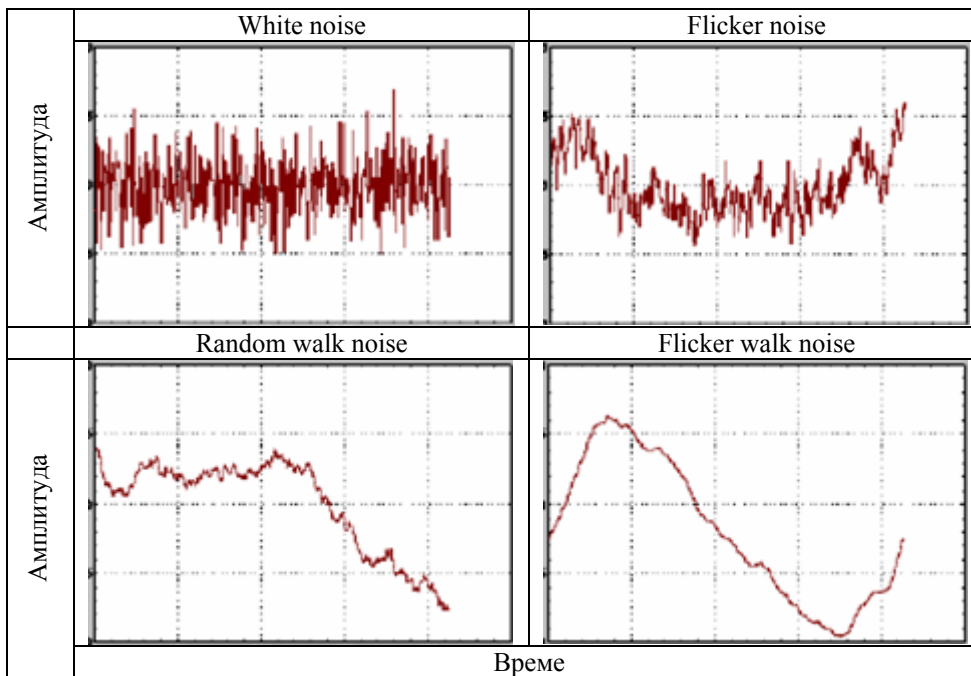 White noise
Flicker noise
Амплитуда
Random walk noise
Flicker walk noise
Амплитуда
Време